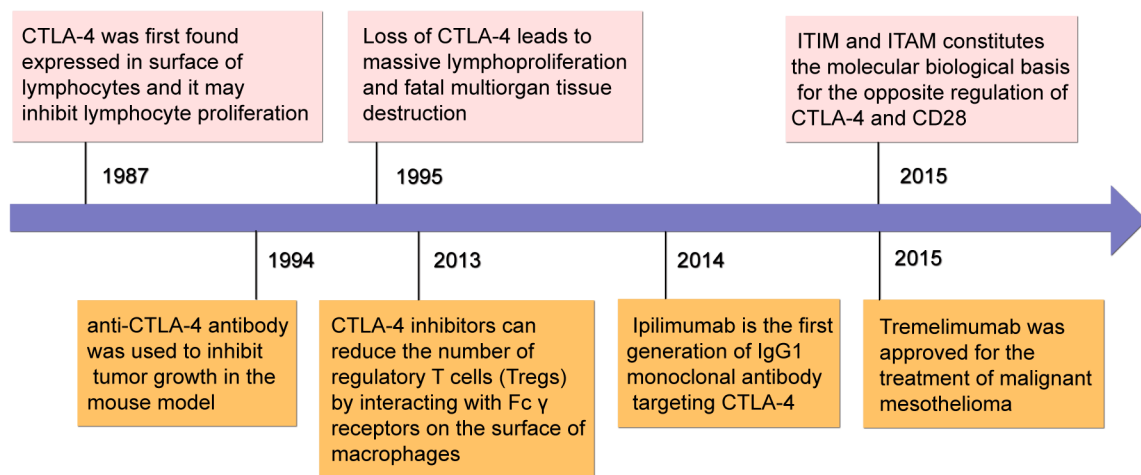 CTLA-4 was first found
expressed in surface of
lymphocytes and it may
inhibit lymphocyte proliferation
Loss of CTLA-4 leads to
massive lymphoproliferation
and fatal multiorgan tissue
destruction
ITIM and ITAM constitutes
the molecular biological basis
for the opposite regulation of
CTLA-4 and CD28
1987
1995
2015
1994
2013
2014
2015
anti-CTLA-4 antibody
was used to inhibit
tumor growth in the
mouse model
CTLA-4 inhibitors can
reduce the number of
regulatory T cells (Tregs)
by interacting with Fc γ
receptors on the surface of
macrophages
Ipilimumab is the first
generation of IgG1
monoclonal antibody
targeting CTLA-4
Tremelimumab was
approved for the
treatment of malignant
mesothelioma